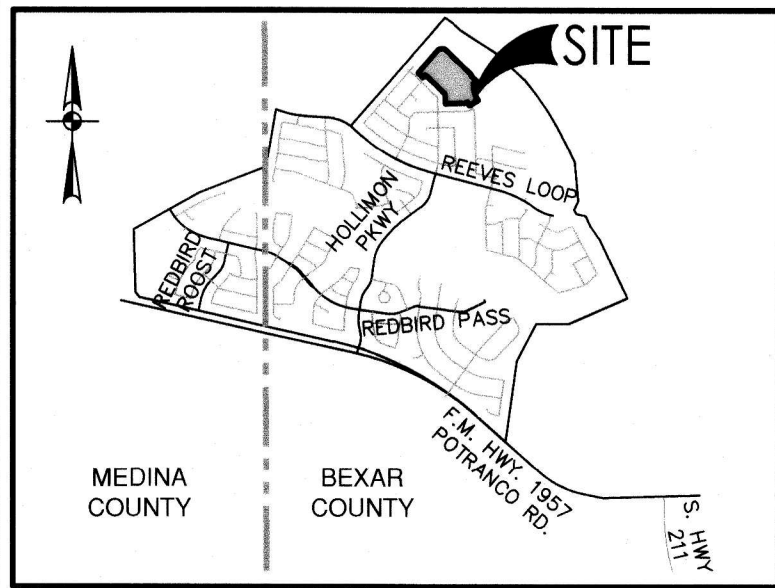 SITE
REEVES LOOP
HOLLIMON
PKWY
REDBIRD
ROOST
REDBIRD PASS
F.M. HWY. 1957
POTRANCO RD.
MEDINA
COUNTY
BEXAR
COUNTY
S. HWY
211